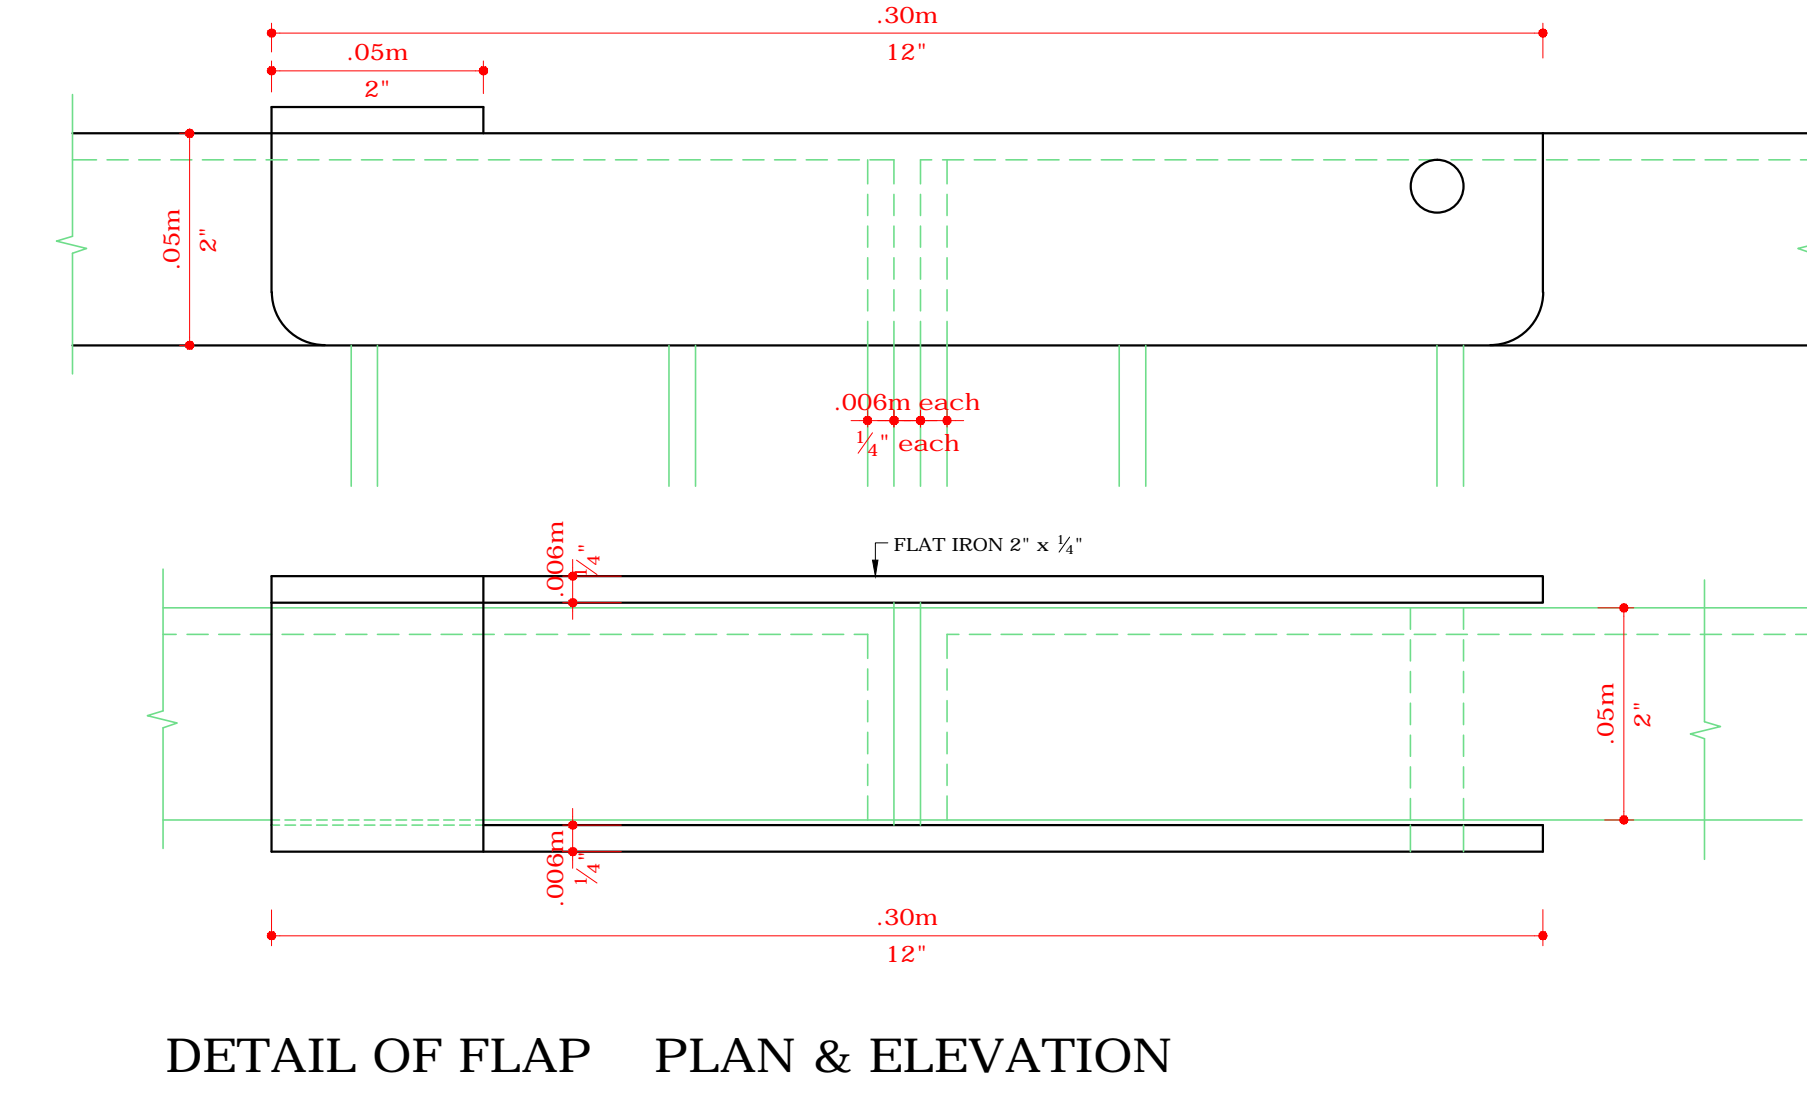 .30m
12"
.05m
2"
.05m
2"
.006m each
¼" each
.006m
¼"
FLAT IRON 2" x ¼"
.05m
2"
.006m
¼"
.30m
12"
DETAIL OF FLAP PLAN & ELEVATION